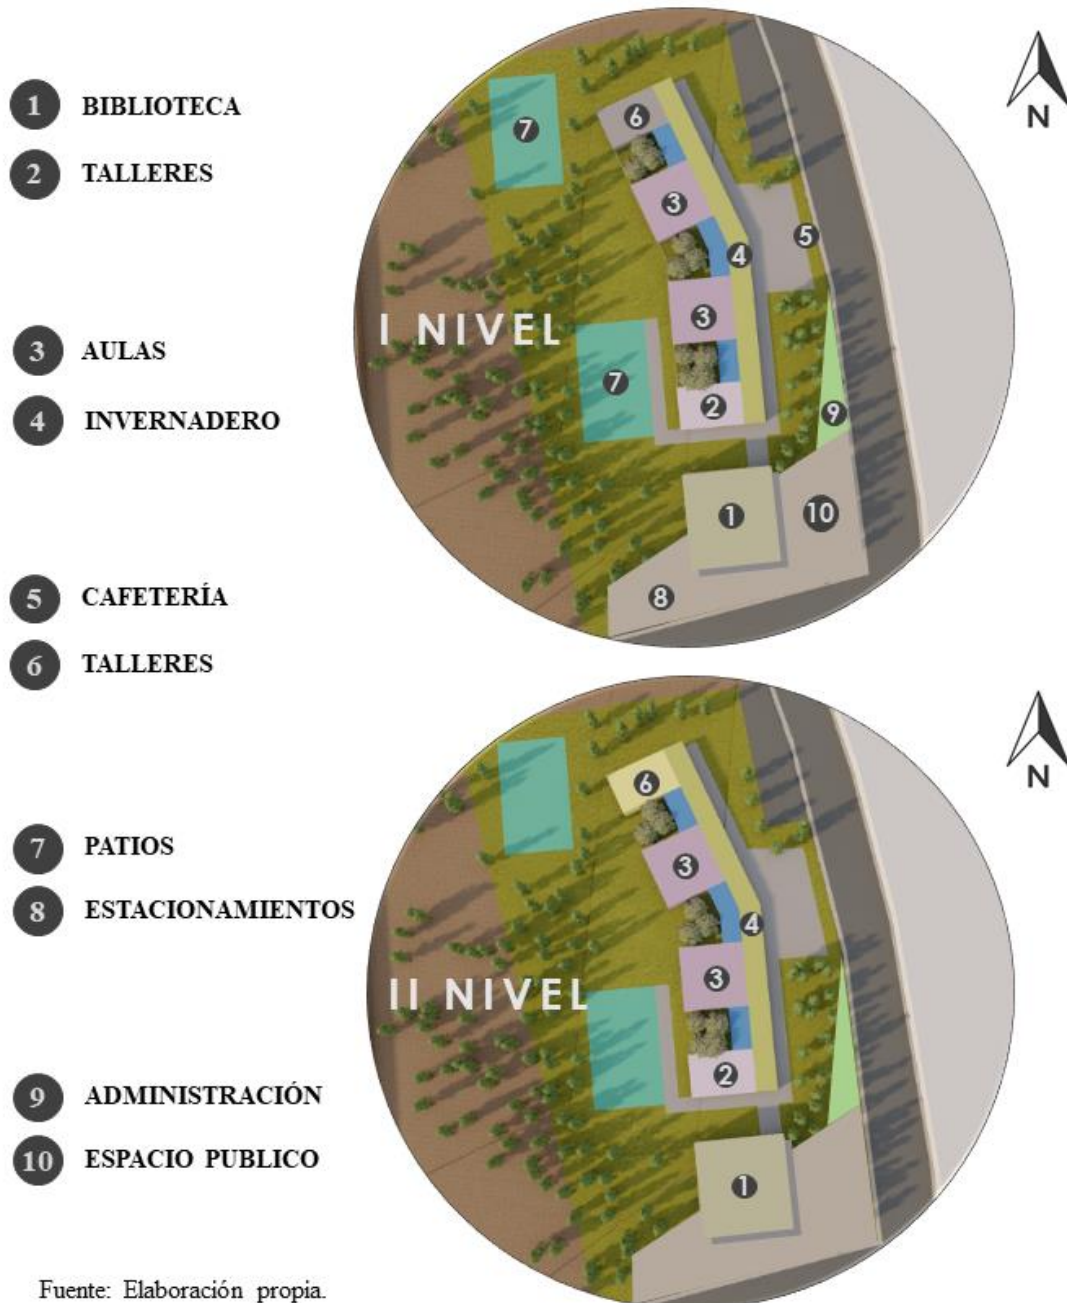 1 BIBLIOTECA
2 TALLERES
3 AULAS
4 INVERNADERO
5 CAFETERÍA
6 TALLERES
7 PATIOS
8 ESTACIONAMIENTOS
9 ADMINISTRACIÓN
10 ESPACIO PUBLICO
Fuente: Elaboración propia.
N
7
6
3
5
4
3
I NIVEL
7
2
9
1
10
8
N
6
3
4
3
II NIVEL
2
1